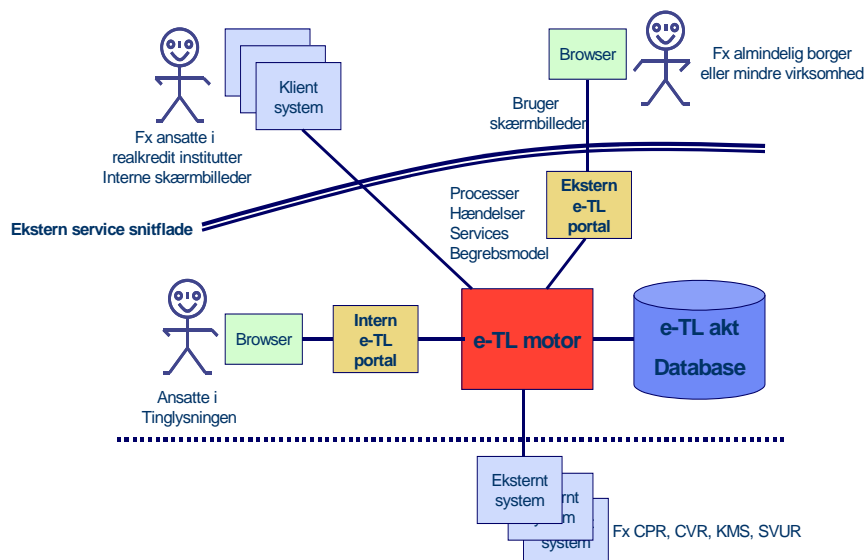 Klient
system
Browser
Fx almindelig borger
eller mindre virksomhed
Bruger
skærmbilleder
Fx ansatte i
realkredit institutter
Interne skærmbilleder
Ekstern service snitflade
Processer
Hændelser
Services
Begrebsmodel
Ekstern
e-TL
portal
Browser
Intern
e-TL
portal
e-TL motor
e-TL akt
Database
Ansatte i
Tinglysningen
Eksternt
system
system
Fx CPR, CVR, KMS, SVUR